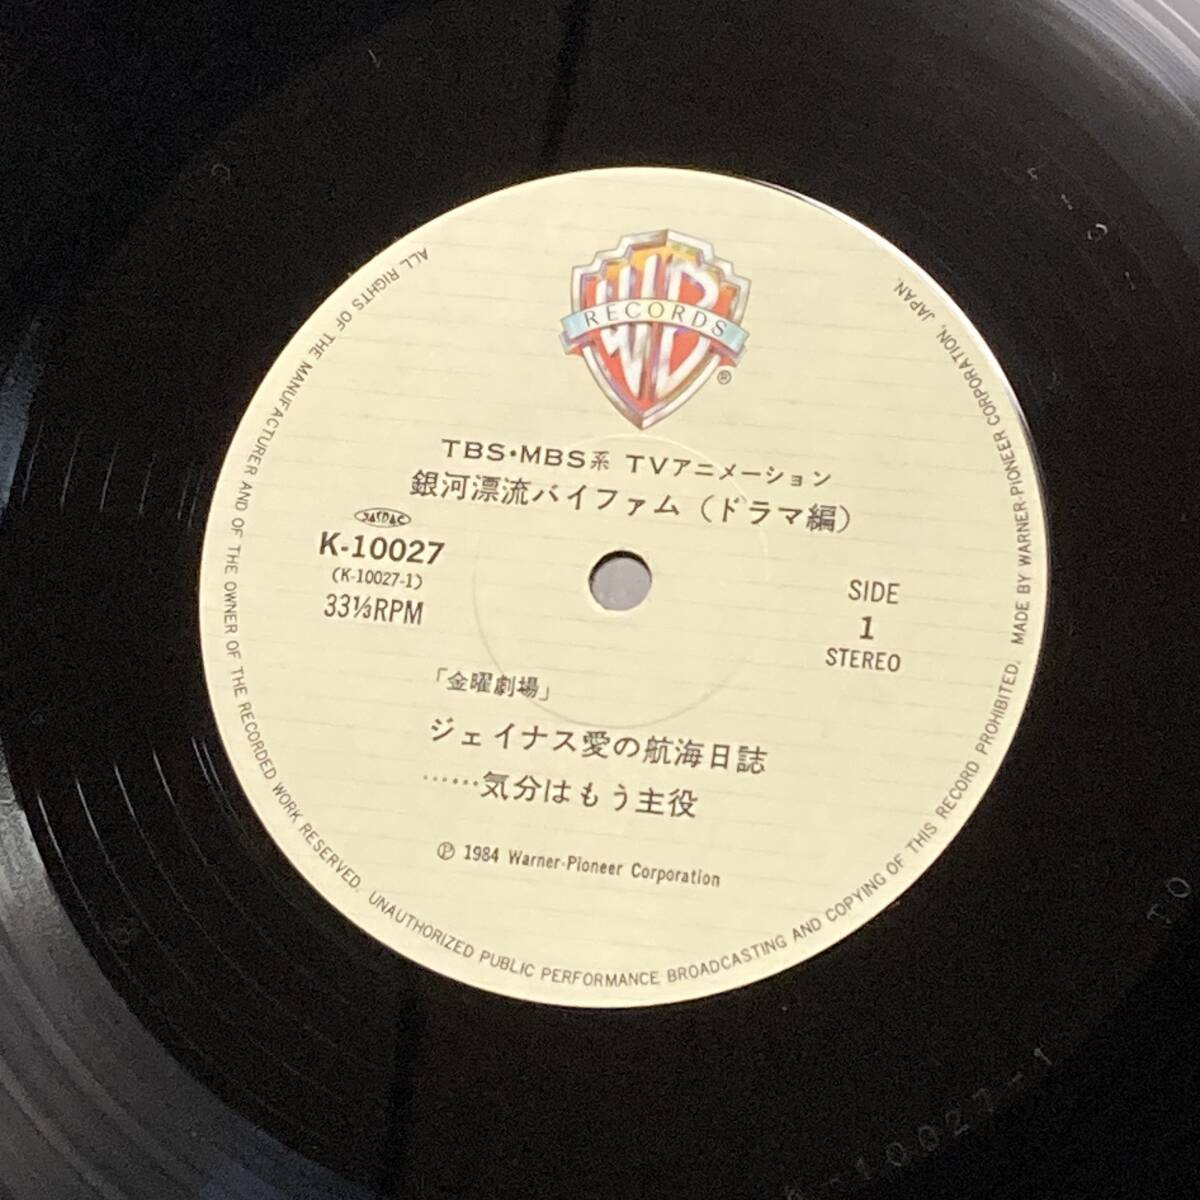 WB
RECORDS
®
TBS・MBS系 TVアニメーション
銀河漂流バイファム（ドラマ編）
JASRAC
K-10027
(K-10027-1)
33⅓RPM
SIDE
1
STEREO
「金曜劇場」
ジェイナス愛の航海日誌
……気分はもう主役
Ⓟ 1984 Warner-Pioneer Corporation
ALL RIGHTS OF THE MANUFACTURER AND OF THE OWNER OF THE RECORDED WORK RESERVED. UNAUTHORIZED PUBLIC PERFORMANCE BROADCASTING AND COPYING OF THIS RECORD PROHIBITED. MADE BY WARNER-PIONEER CORPORATION, JAPAN.
K-10027-1